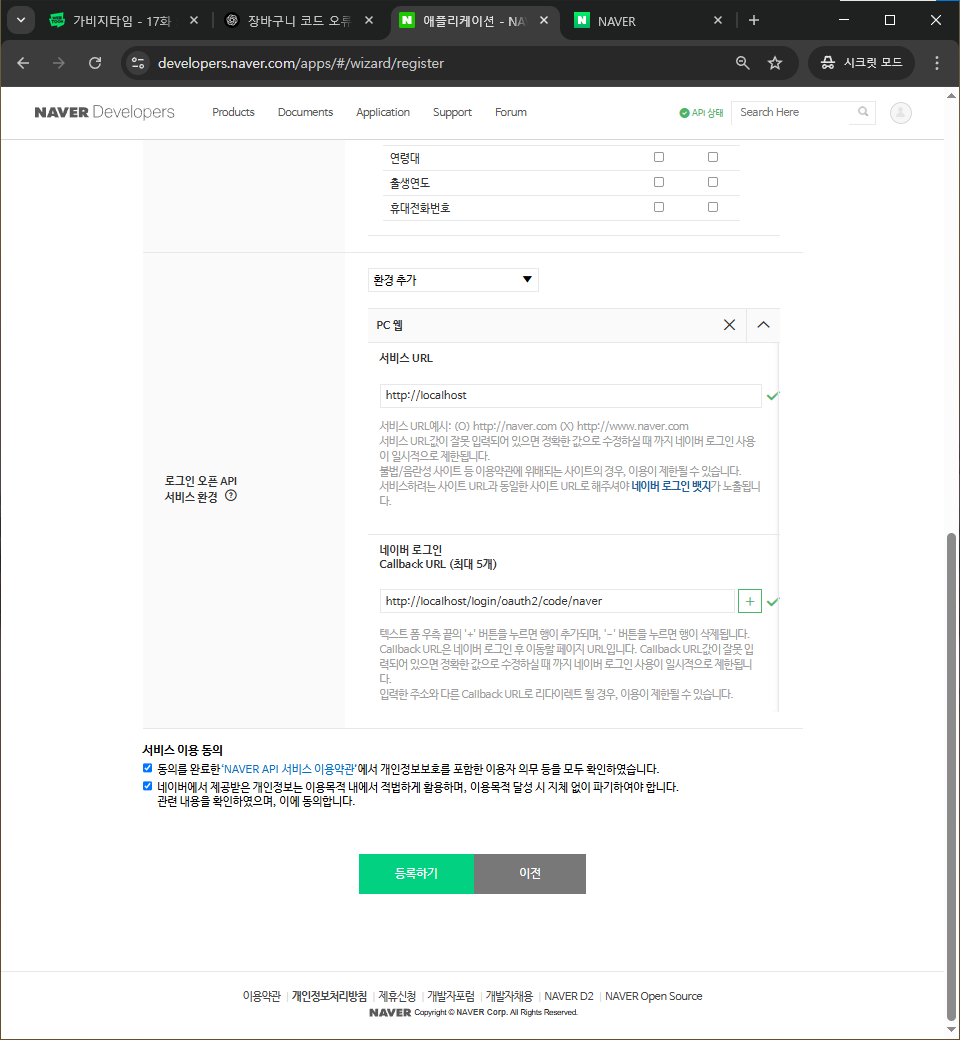 가비지타임 - 17화
장바구니 코드 오류
애플리케이션 - NA
NAVER
developers.naver.com/apps/#/wizard/register
시크릿 모드
NAVER Developers
Products
Documents
Application
Support
Forum
API 상태
Search Here
연령대
출생연도
휴대전화번호
로그인 오픈 API
서비스 환경 ?
환경 추가
PC 웹
서비스 URL
http://localhost
서비스 URL예시: (O) http://naver.com (X) http://www.naver.com
서비스 URL값이 잘못 입력되어 있으면 정확한 값으로 수정하실 때 까지 네이버 로그인 사용
이 일시적으로 제한됩니다.
불법/음란성 사이트 등 이용약관에 위배되는 사이트의 경우, 이용이 제한될 수 있습니다.
서비스하려는 사이트 URL과 동일한 사이트 URL로 해주셔야 네이버 로그인 뱃지가 노출됩니
다.
네이버 로그인
Callback URL (최대 5개)
http://localhost/login/oauth2/code/naver
+
텍스트 폼 우측 끝의 '+' 버튼을 누르면 행이 추가되며, '-' 버튼을 누르면 행이 삭제됩니다.
Callback URL은 네이버 로그인 후 이동할 페이지 URL입니다. Callback URL값이 잘못 입
력되어 있으면 정확한 값으로 수정하실 때 까지 네이버 로그인 사용이 일시적으로 제한됩니
다.
입력한 주소와 다른 Callback URL로 리다이렉트 될 경우, 이용이 제한될 수 있습니다.
서비스 이용 동의
동의를 완료한 'NAVER API 서비스 이용약관'에서 개인정보보호를 포함한 이용자 의무 등을 모두 확인하였습니다.
네이버에서 제공받은 개인정보는 이용목적 내에서 적법하게 활용하며, 이용목적 달성 시 지체 없이 파기하여야 합니다.
관련 내용을 확인하였으며, 이에 동의합니다.
등록하기
이전
이용약관 | 개인정보처리방침 | 제휴신청 | 개발자포럼 | 개발자채용 | NAVER D2 | NAVER Open Source
NAVER Copyright © NAVER Corp. All Rights Reserved.